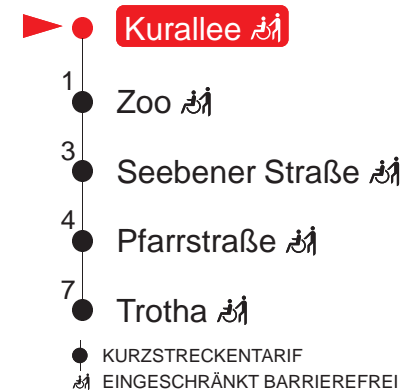 Kurallee
1
Zoo
3
Seebener Straße
4
Pfarrstraße
7
Trotha
KURZSTRECKENTARIF
EINGESCHRÄNKT BARRIEREFREI